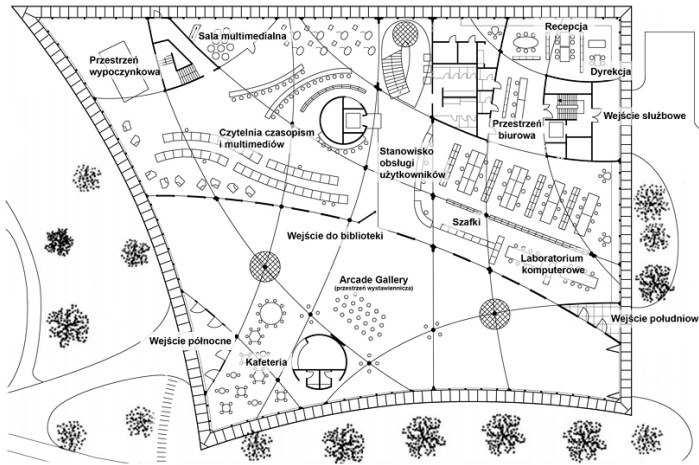 Sala multimedialna
Recepcja
Przestrzeń
wypoczynkowa
Dyrekcja
Wejście służbowe
Przestrzeń
biurowa
Czytelnia czasopism
i multimediów
Stanowisko
obsługi
użytkowników
Szafki
Wejście do biblioteki
Laboratorium
komputerowe
Arcade Gallery
(przestrzeń wystawiennicza)
Wejście południow
Wejście północne
Kafeteria